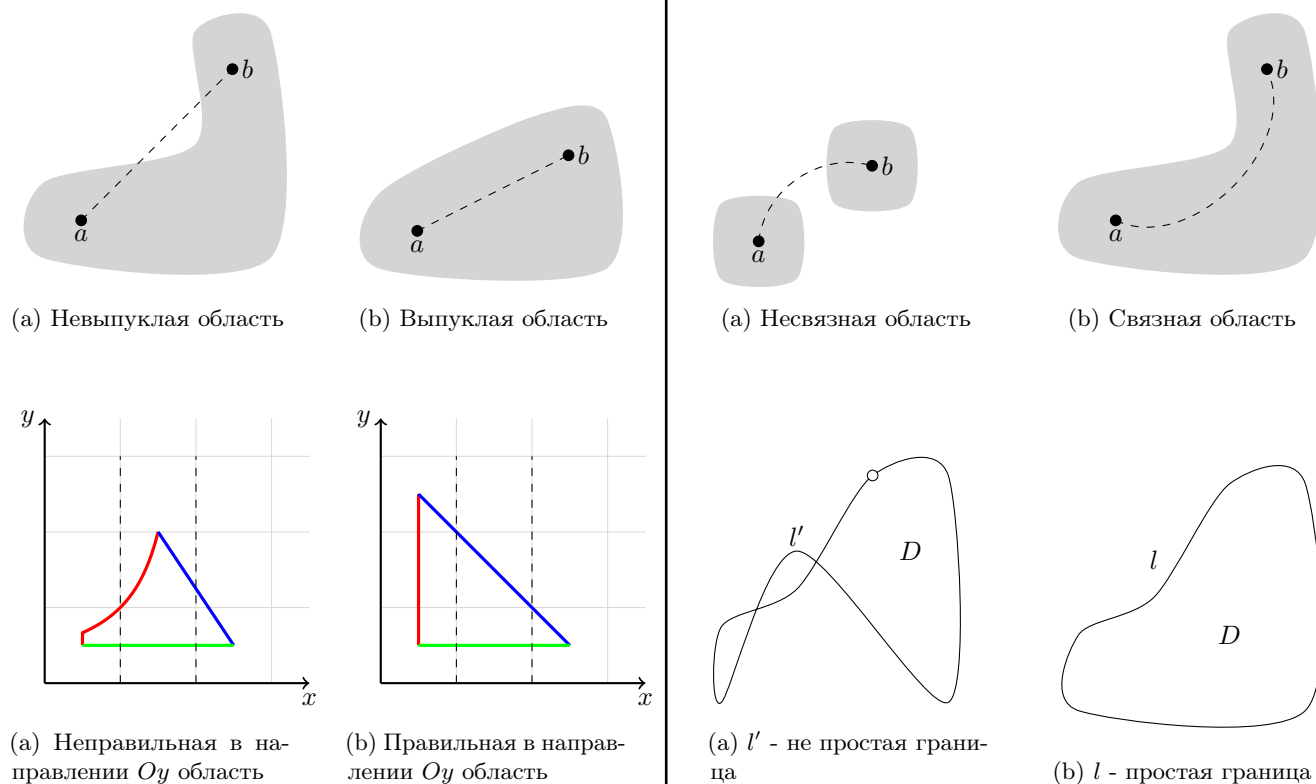 b
a
b
a
(a) Невыпуклая область
(b) Выпуклая область
b
a
b
a
(a) Несвязная область
(b) Связная область
y
x
y
x
(a) Неправильная в на-
правлении Oy область
(b) Правильная в направ-
лении Oy область
l′
D
l
D
(a) l′ - не простая грани-
ца
(b) l - простая граница